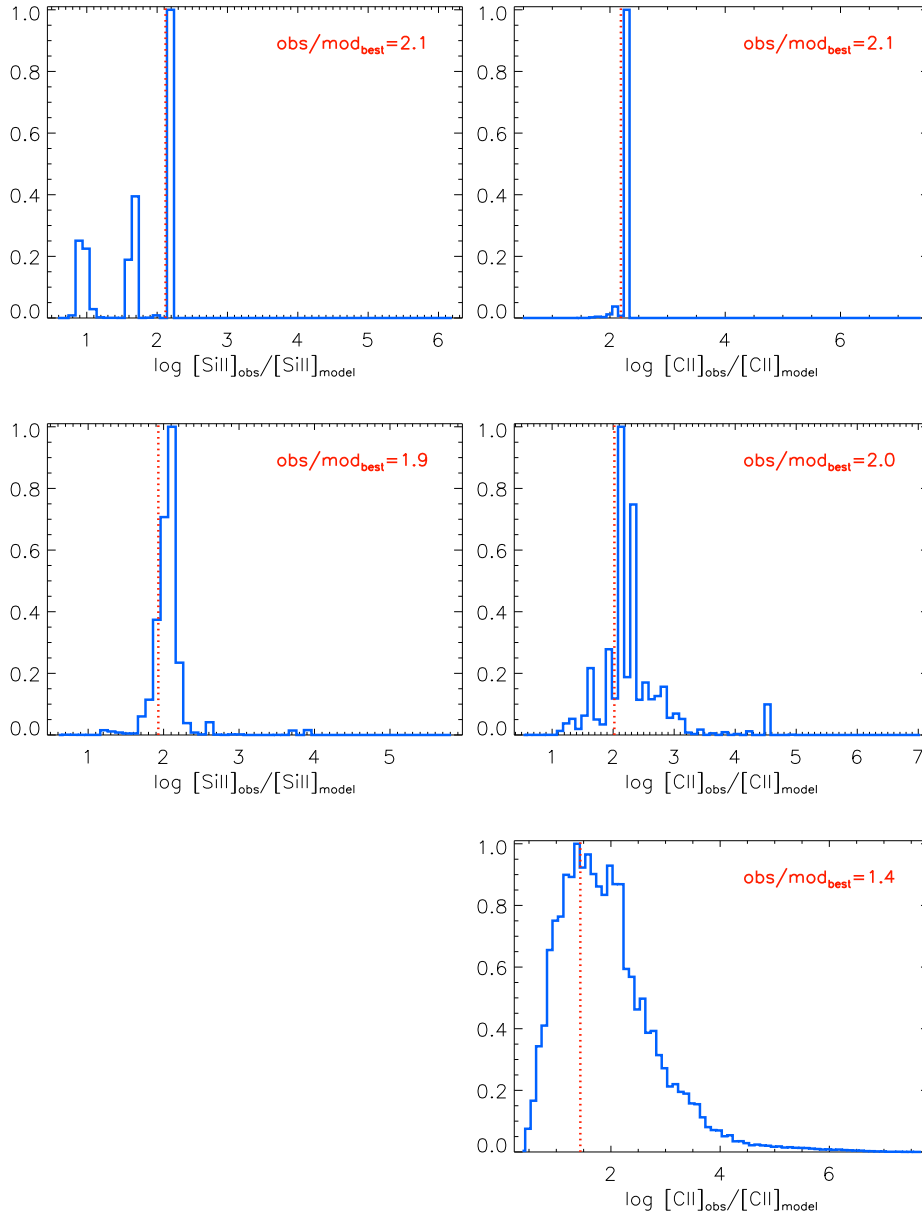 1.0
0.8
0.6
0.4
0.2
0.0
obs/mod_best=2.1
1 2 3 4 5 6
log [SiII]_obs/[SiII]_model
1.0
0.8
0.6
0.4
0.2
0.0
obs/mod_best=2.1
2 4 6
log [CII]_obs/[CII]_model
1.0
0.8
0.6
0.4
0.2
0.0
obs/mod_best=1.9
1 2 3 4 5
log [SiII]_obs/[SiII]_model
1.0
0.8
0.6
0.4
0.2
0.0
obs/mod_best=2.0
1 2 3 4 5 6 7
log [CII]_obs/[CII]_model
1.0
0.8
0.6
0.4
0.2
0.0
obs/mod_best=1.4
2 4 6
log [CII]_obs/[CII]_model